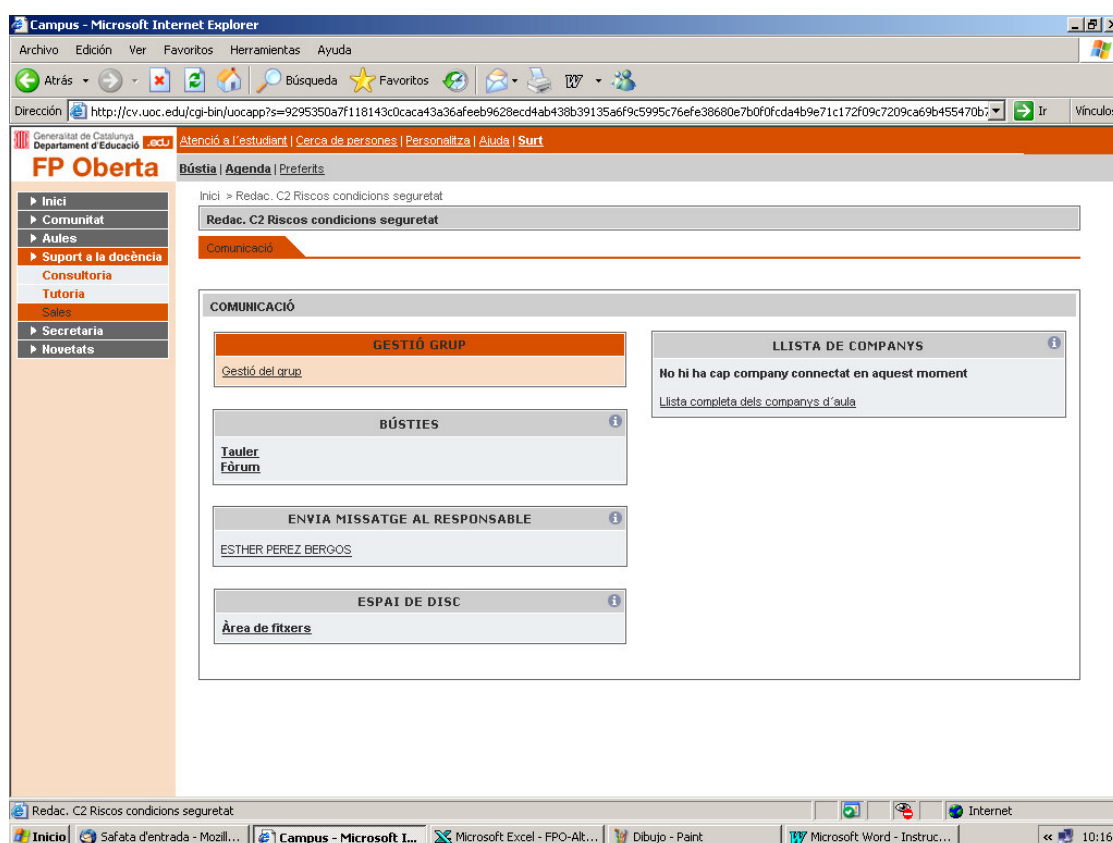 Campus - Microsoft Internet Explorer
Archivo Edición Ver Favoritos Herramientas Ayuda
Atrás Búsqueda Favoritos
Dirección http://cv.uoc.edu/cgi-bin/uocapp?s=9295350a7f118143c0caca43a36afeeb9628ecd4ab438b39135a6f9c5995c76efe38680e7b0f0fcda4b9e71c172f09c7209ca69b455470b7 Ir Vínculos
Generalitat de Catalunya
Departament d'Educació .edu
Atenció a l'estudiant | Cerca de persones | Personalitza | Ajuda | Surt
FP Oberta
Bústia | Agenda | Preferits
Inici > Redac. C2 Riscos condicions seguretat
Redac. C2 Riscos condicions seguretat
Comunicació
Inici
Comunitat
Aules
Suport a la docència
Consultoria
Tutoria
Sales
Secretaria
Novetats
COMUNICACIÓ
GESTIÓ GRUP
Gestió del grup
BÚSTIES
Tauler
Fòrum
ENVIA MISSATGE AL RESPONSABLE
ESTHER PEREZ BERGOS
ESPAI DE DISC
Àrea de fitxers
LLISTA DE COMPANYS
No hi ha cap company connectat en aquest moment
Llista completa dels companys d´aula
Redac. C2 Riscos condicions seguretat Internet
Inicio Safata d'entrada - Mozill... Campus - Microsoft I... Microsoft Excel - FPO-Alt... Dibujo - Paint Microsoft Word - Instruc... « 10:16